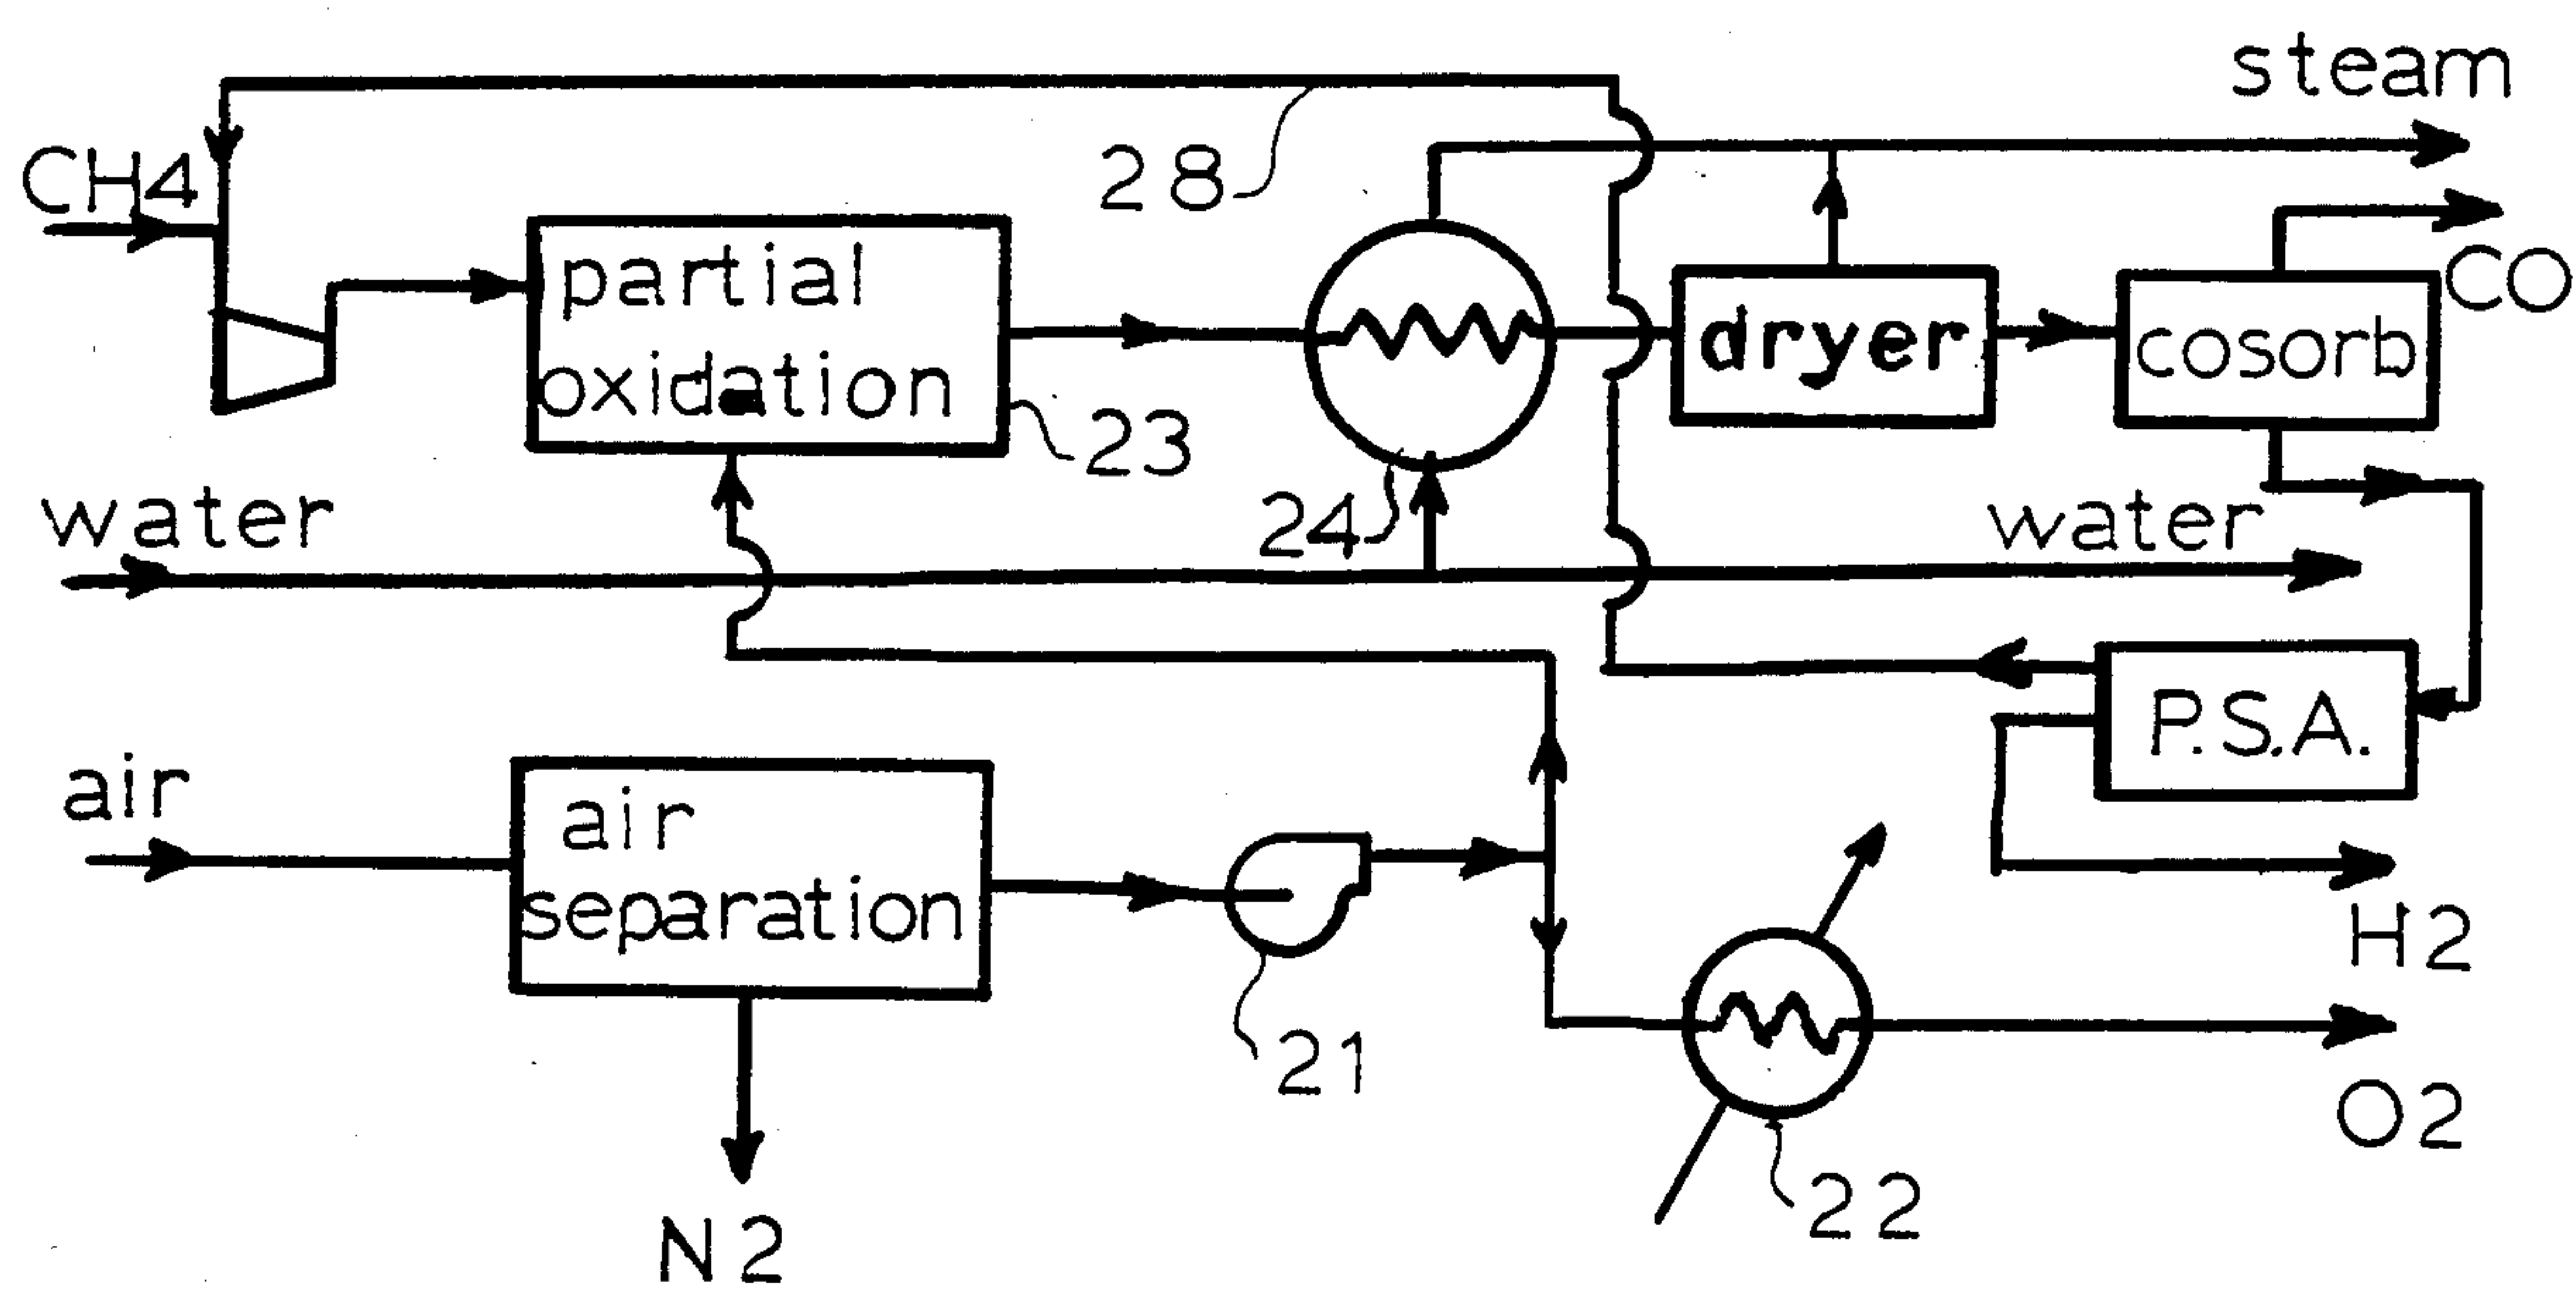 steam
CH4
28
CO
partial
oxidation
dryer
cosorb
23
24
water
water
P.S.A.
air
air
separation
H2
21
O2
22
N2